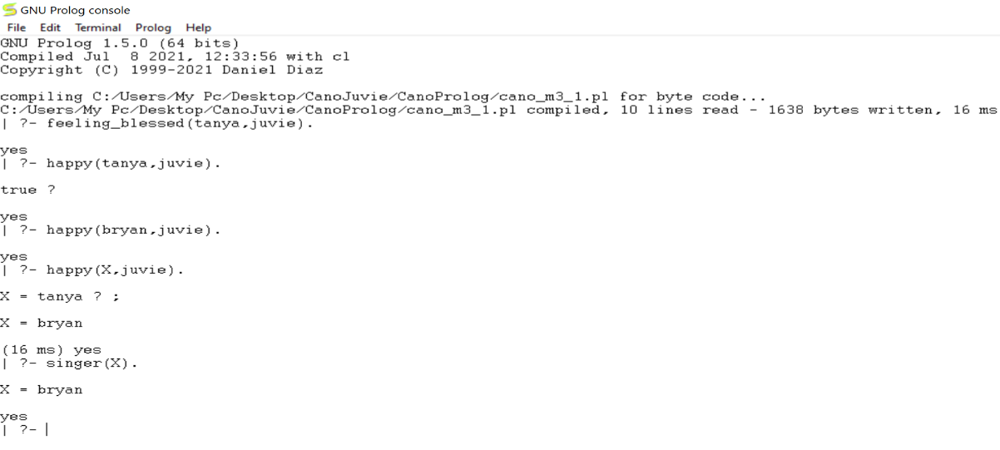 GNU Prolog console
File Edit Terminal Prolog Help
GNU Prolog 1.5.0 (64 bits)
Compiled Jul  8 2021, 12:33:56 with cl
Copyright (C) 1999-2021 Daniel Diaz
compiling C:/Users/My Pc/Desktop/CanoJuvie/CanoProlog/cano_m3_1.pl for byte code...
C:/Users/My Pc/Desktop/CanoJuvie/CanoProlog/cano_m3_1.pl compiled, 10 lines read - 1638 bytes written, 16 ms
| ?- feeling_blessed(tanya,juvie).
yes
| ?- happy(tanya,juvie).
true ?
yes
| ?- happy(bryan,juvie).
yes
| ?- happy(X,juvie).
X = tanya ? ;
X = bryan
(16 ms) yes
| ?- singer(X).
X = bryan
yes
| ?-